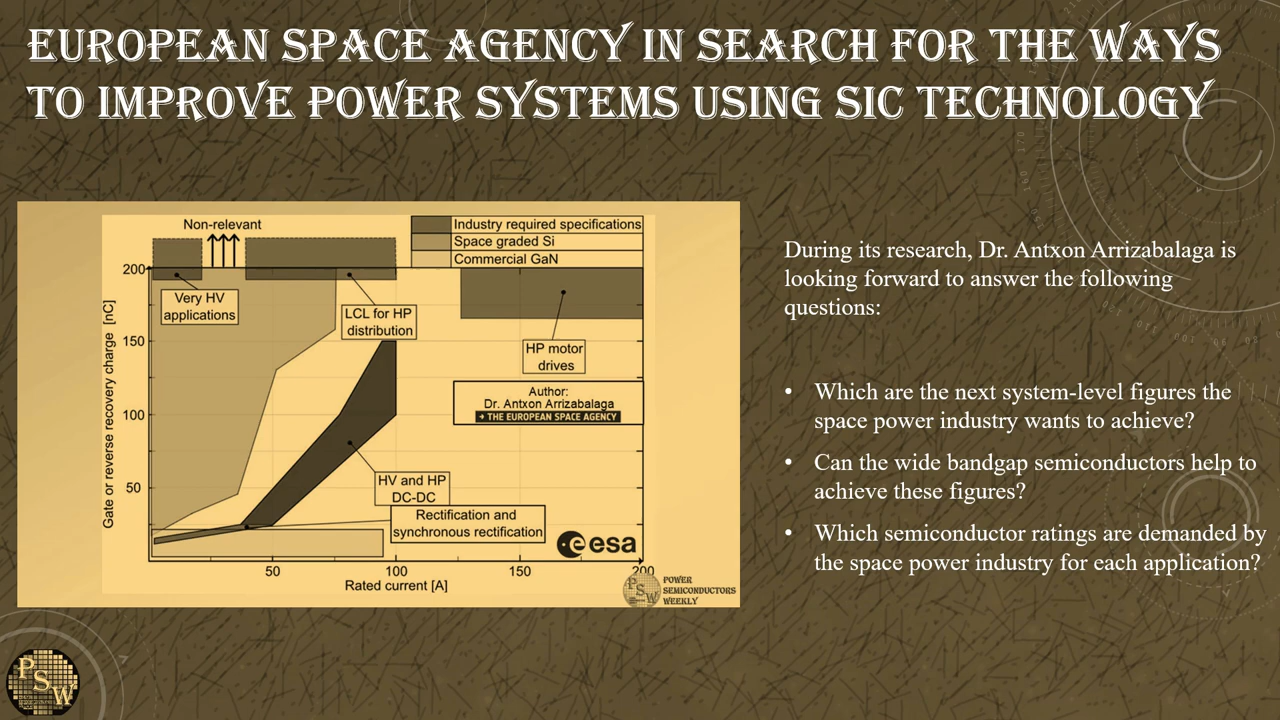 EUROPEAN SPACE AGENCY IN SEARCH FOR THE WAYS
TO IMPROVE POWER SYSTEMS USING SIC TECHNOLOGY
Non-relevant
Industry required specifications
Space graded Si
Commercial GaN
200
Very HV
applications
LCL for HP
distribution
150
HP motor
drives
Gate or reverse recovery charge [nC]
100
Author:
Dr. Antxon Arrizabalaga
THE EUROPEAN SPACE AGENCY
50
HV and HP
DC-DC
Rectification and
synchronous rectification
esa
50
100
150
200
Rated current [A]
PSW
POWER
SEMICONDUCTORS
WEEKLY
During its research, Dr. Antxon Arrizabalaga is
looking forward to answer the following
questions:
• Which are the next system-level figures the
space power industry wants to achieve?
• Can the wide bandgap semiconductors help to
achieve these figures?
• Which semiconductor ratings are demanded by
the space power industry for each application?
PSW